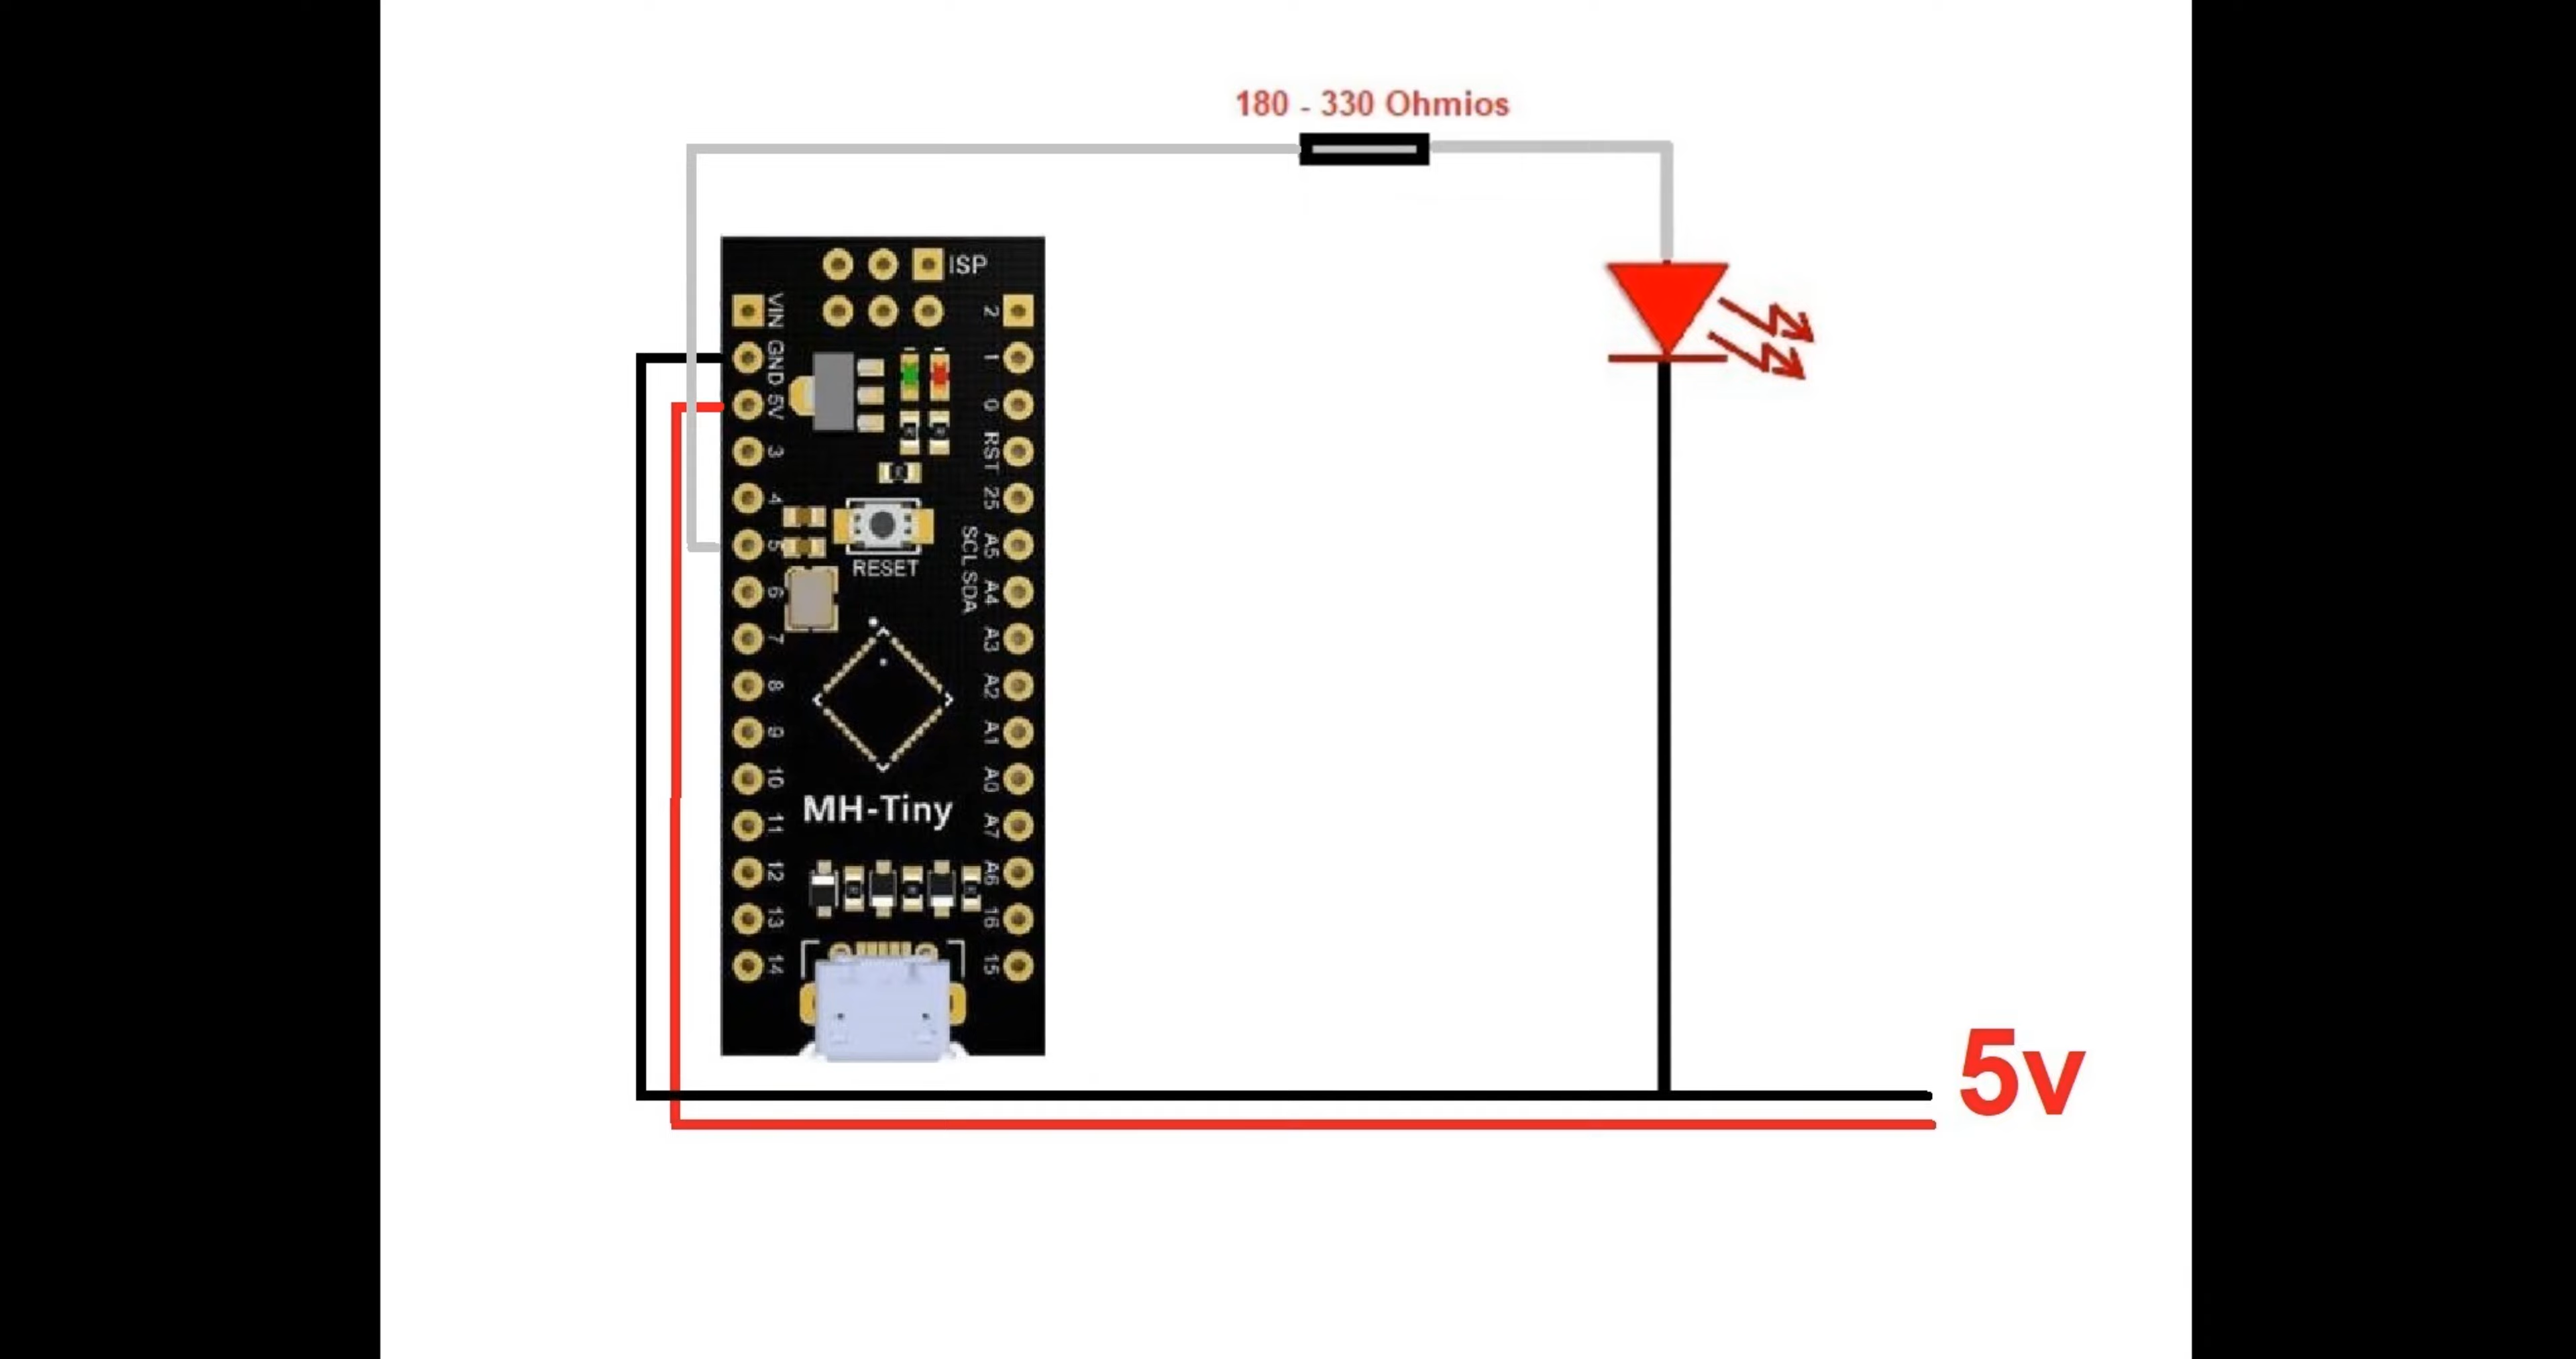 180 - 330 Ohmios
ISP
VIN
GND
5V
3
4
5
6
7
8
9
10
11
12
13
14
2
1
0
RST
25
A5
A4
A3
A2
A1
A0
A7
A6
16
15
SCL SDA
RESET
MH-Tiny
5v